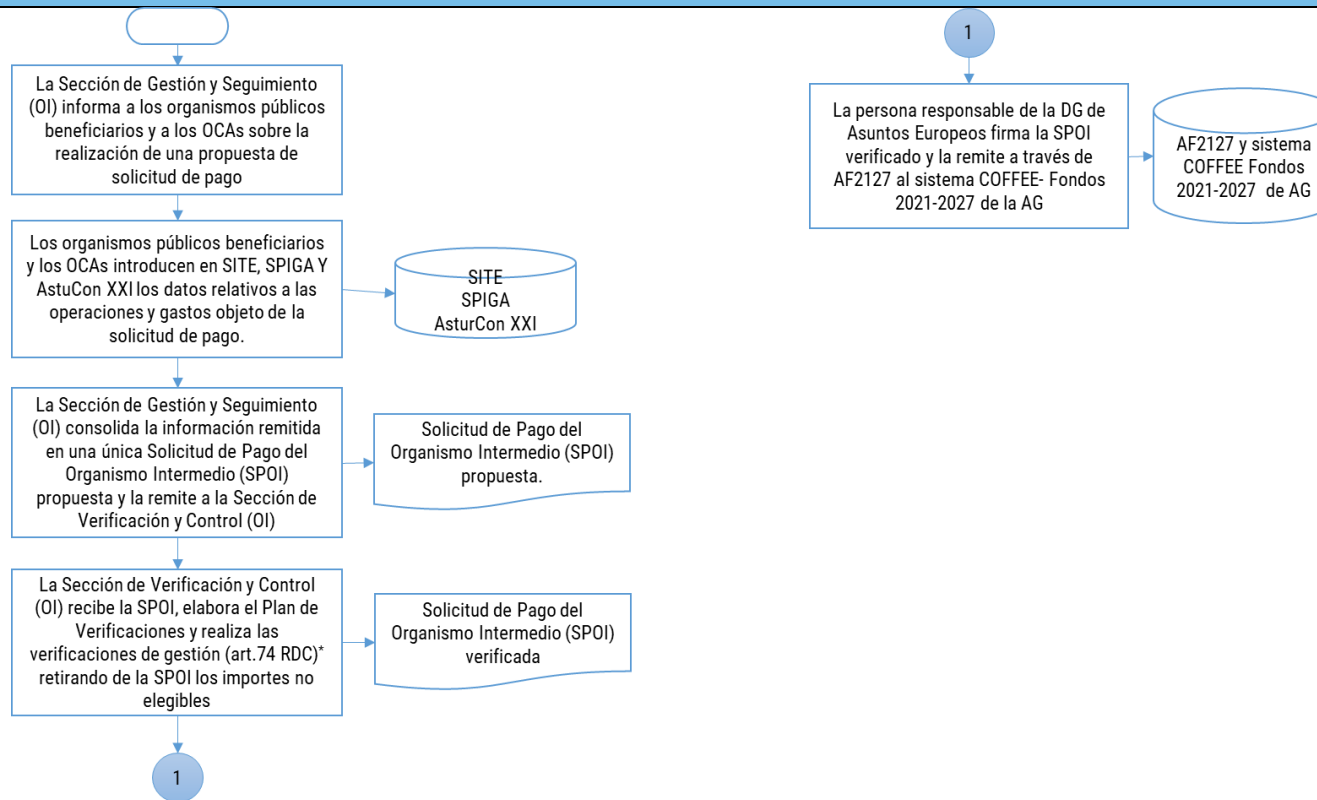 La Sección de Gestión y Seguimiento
(OI) informa a los organismos públicos
beneficiarios y a los OCAs sobre la
realización de una propuesta de
solicitud de pago
Los organismos públicos beneficiarios
y los OCAs introducen en SITE, SPIGA Y
AstuCon XXI los datos relativos a las
operaciones y gastos objeto de la
solicitud de pago.
SITE
SPIGA
AsturCon XXI
La Sección de Gestión y Seguimiento
(OI) consolida la información remitida
en una única Solicitud de Pago del
Organismo Intermedio (SPOI)
propuesta y la remite a la Sección de
Verificación y Control (OI)
Solicitud de Pago del
Organismo Intermedio (SPOI)
propuesta.
La Sección de Verificación y Control
(OI) recibe la SPOI, elabora el Plan de
Verificaciones y realiza las
verificaciones de gestión (art.74 RDC)*
retirando de la SPOI los importes no
elegibles
Solicitud de Pago del
Organismo Intermedio (SPOI)
verificada
1
1
La persona responsable de la DG de
Asuntos Europeos firma la SPOI
verificado y la remite a través de
AF2127 al sistema COFFEE- Fondos
2021-2027 de la AG
AF2127 y sistema
COFFEE Fondos
2021-2027 de AG